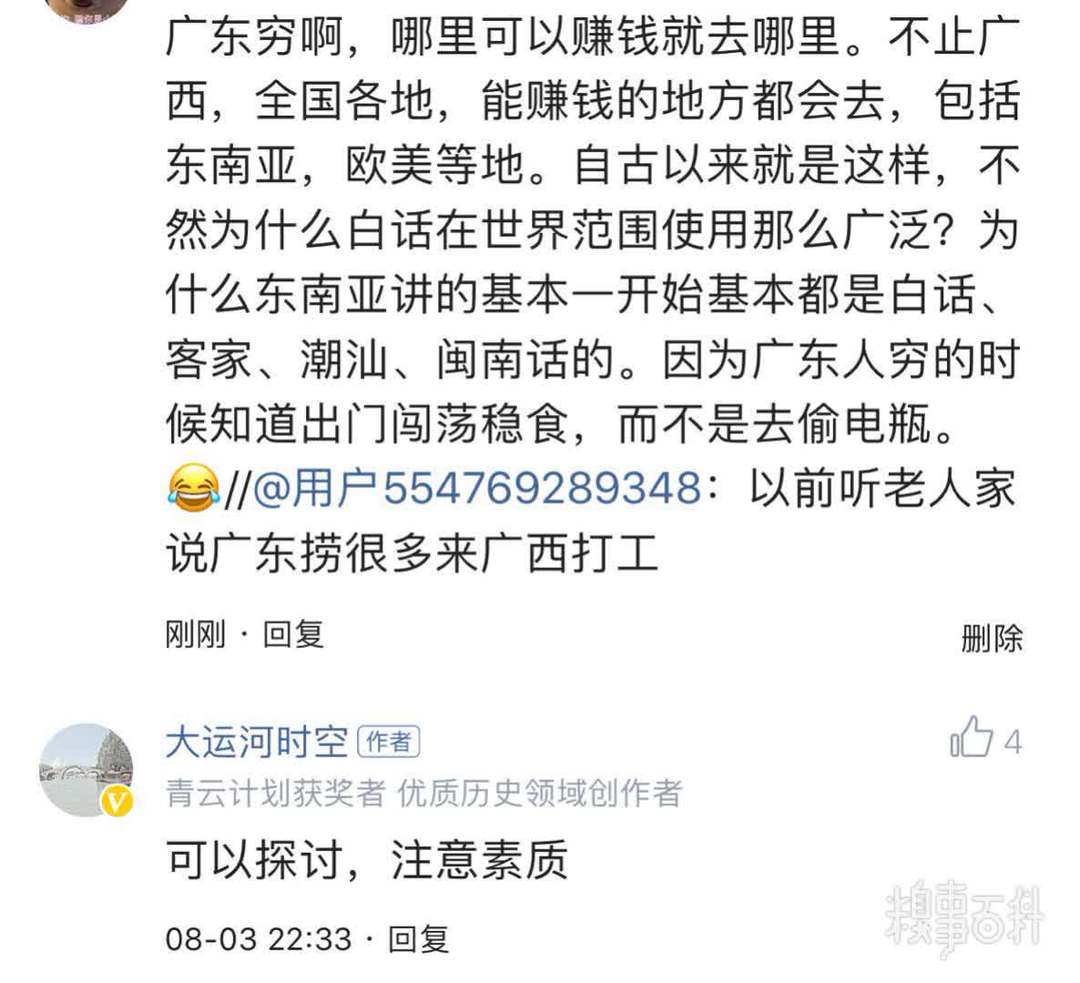 广东穷啊，哪里可以赚钱就去哪里。不止广
西，全国各地，能赚钱的地方都会去，包括
东南亚，欧美等地。自古以来就是这样，不
然为什么白话在世界范围使用那么广泛？为
什么东南亚讲的基本一开始基本都是白话、
客家、潮汕、闽南话的。因为广东人穷的时
候知道出门闯荡稳食，而不是去偷电瓶。
😂//@用户554769289348：以前听老人家
说广东捞很多来广西打工
刚刚 · 回复 删除
大运河时空 作者 4
青云计划获奖者 优质历史领域创作者
可以探讨，注意素质
08-03 22:33 · 回复
糗事百科